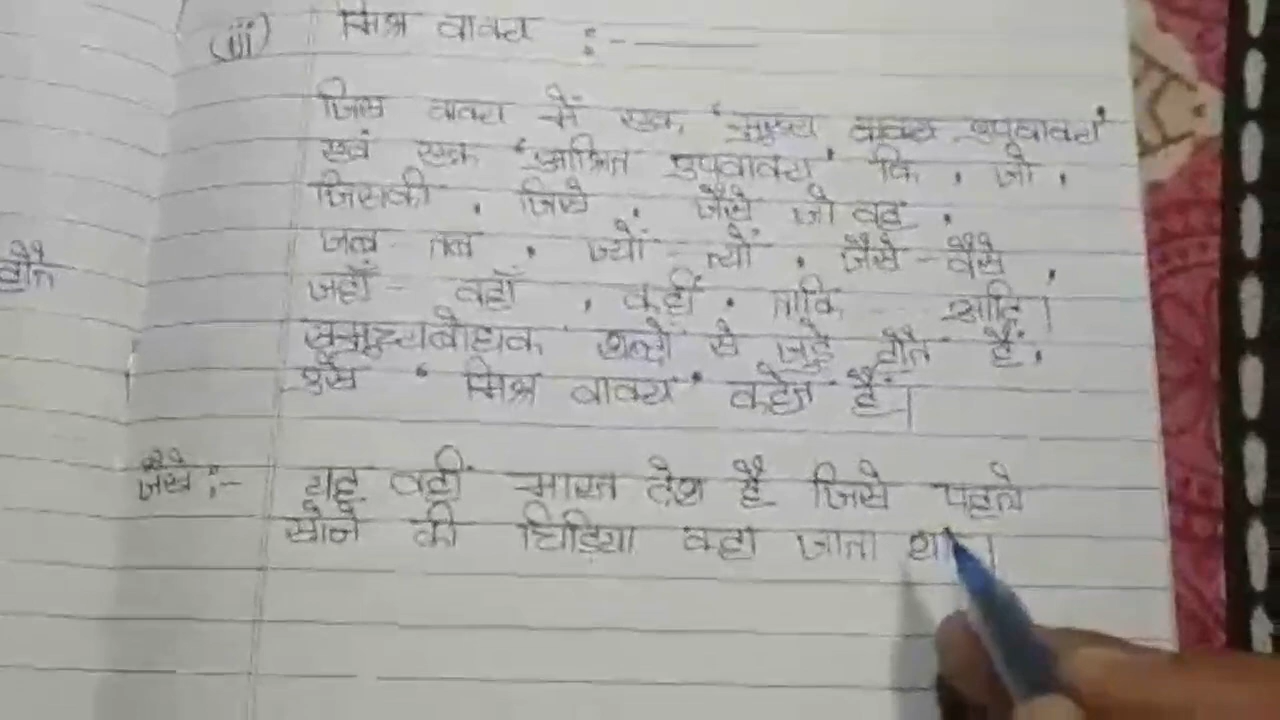 (iii) मिश्र वाक्य :-
जिस वाक्य में एक 'मुख्य वाक्य उपवाक्य'
एवं एक 'आश्रित उपवाक्य' कि , जो ,
जिसकी , जिसे , जैसे जो वह ,
जब तब , ज्यों - त्यों , जैसे - वैसे ,
जहाँ - वहाँ , कहीं , ताकि आदि।
समुच्चयबोधक शब्दों से जुड़े होते हैं,
इसे ' मिश्र वाक्य ' कहते हैं।
जैसे :- यह वही भारत देश है जिसे पहले
सोने की चिड़िया कहा जाता था।
होते